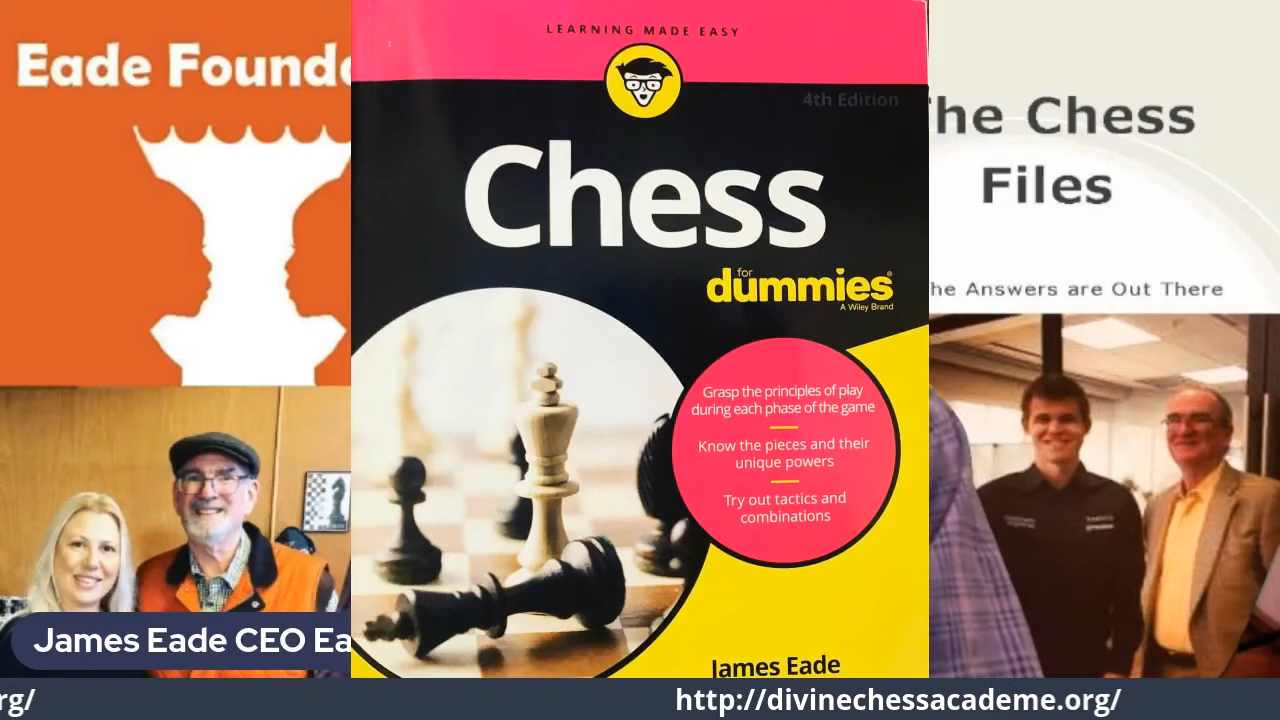 Eade Founda
LEARNING MADE EASY
4th Edition
Chess
for
dummies®
A Wiley Brand
Grasp the principles of play
during each phase of the game
Know the pieces and their
unique powers
Try out tactics and
combinations
James Eade
he Chess
Files
he Answers are Out There
James Eade CEO Ea
rg/
http://divinechessacademe.org/